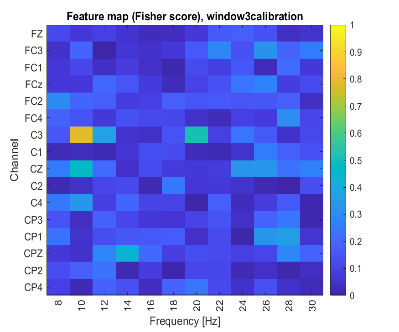 Feature map (Fisher score), window3calibration
FZ
FC3
FC1
FCz
FC2
FC4
C3
C1
CZ
C2
C4
CP3
CP1
CPZ
CP2
CP4
Channel
8 10 12 14 16 18 20 22 24 26 28 30
Frequency [Hz]
1
0.9
0.8
0.7
0.6
0.5
0.4
0.3
0.2
0.1
0